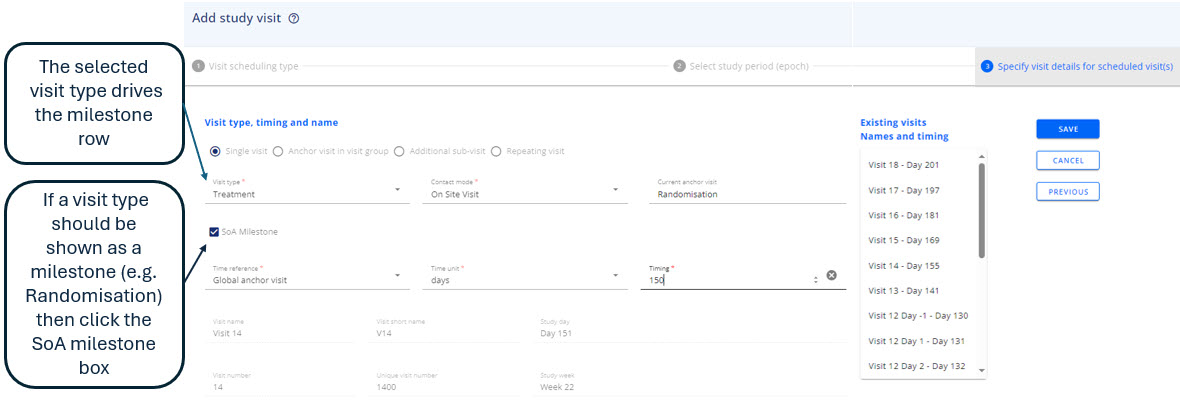 Add study visit ?
The selected
visit type drives
the milestone
row
1 Visit scheduling type
2 Select study period (epoch)
3 Specify visit details for scheduled visit(s)
Visit type, timing and name
Single visit Anchor visit in visit group Additional sub-visit Repeating visit
Visit type * Contact mode * Current anchor visit
Treatment On Site Visit Randomisation
If a visit type
should be
shown as a
milestone (e.g.
Randomisation)
then click the
SoA milestone
box
SoA Milestone
Time reference * Time unit * Timing *
Global anchor visit days 150
Visit name Visit short name Study day
Visit 14 V14 Day 151
Visit number Unique visit number Study week
14 1400 Week 22
Existing visits
Names and timing
Visit 18 - Day 201
Visit 17 - Day 197
Visit 16 - Day 181
Visit 15 - Day 169
Visit 14 - Day 155
Visit 13 - Day 141
Visit 12 Day -1 - Day 130
Visit 12 Day 1 - Day 131
Visit 12 Day 2 - Day 132
SAVE
CANCEL
PREVIOUS